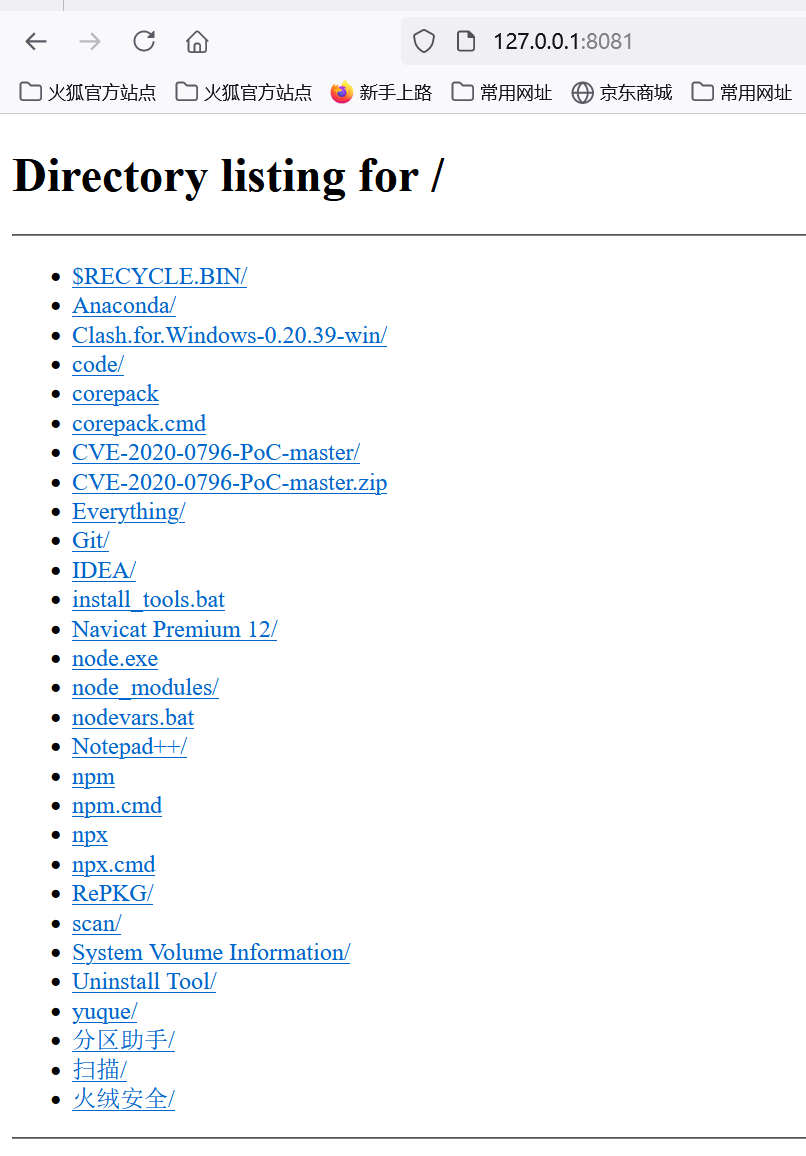 127.0.0.1:8081
火狐官方站点 火狐官方站点 新手上路 常用网址 京东商城 常用网址
Directory listing for /
$RECYCLE.BIN/
Anaconda/
Clash.for.Windows-0.20.39-win/
code/
corepack
corepack.cmd
CVE-2020-0796-PoC-master/
CVE-2020-0796-PoC-master.zip
Everything/
Git/
IDEA/
install_tools.bat
Navicat Premium 12/
node.exe
node_modules/
nodevars.bat
Notepad++/
npm
npm.cmd
npx
npx.cmd
RePKG/
scan/
System Volume Information/
Uninstall Tool/
yuque/
分区助手/
扫描/
火绒安全/